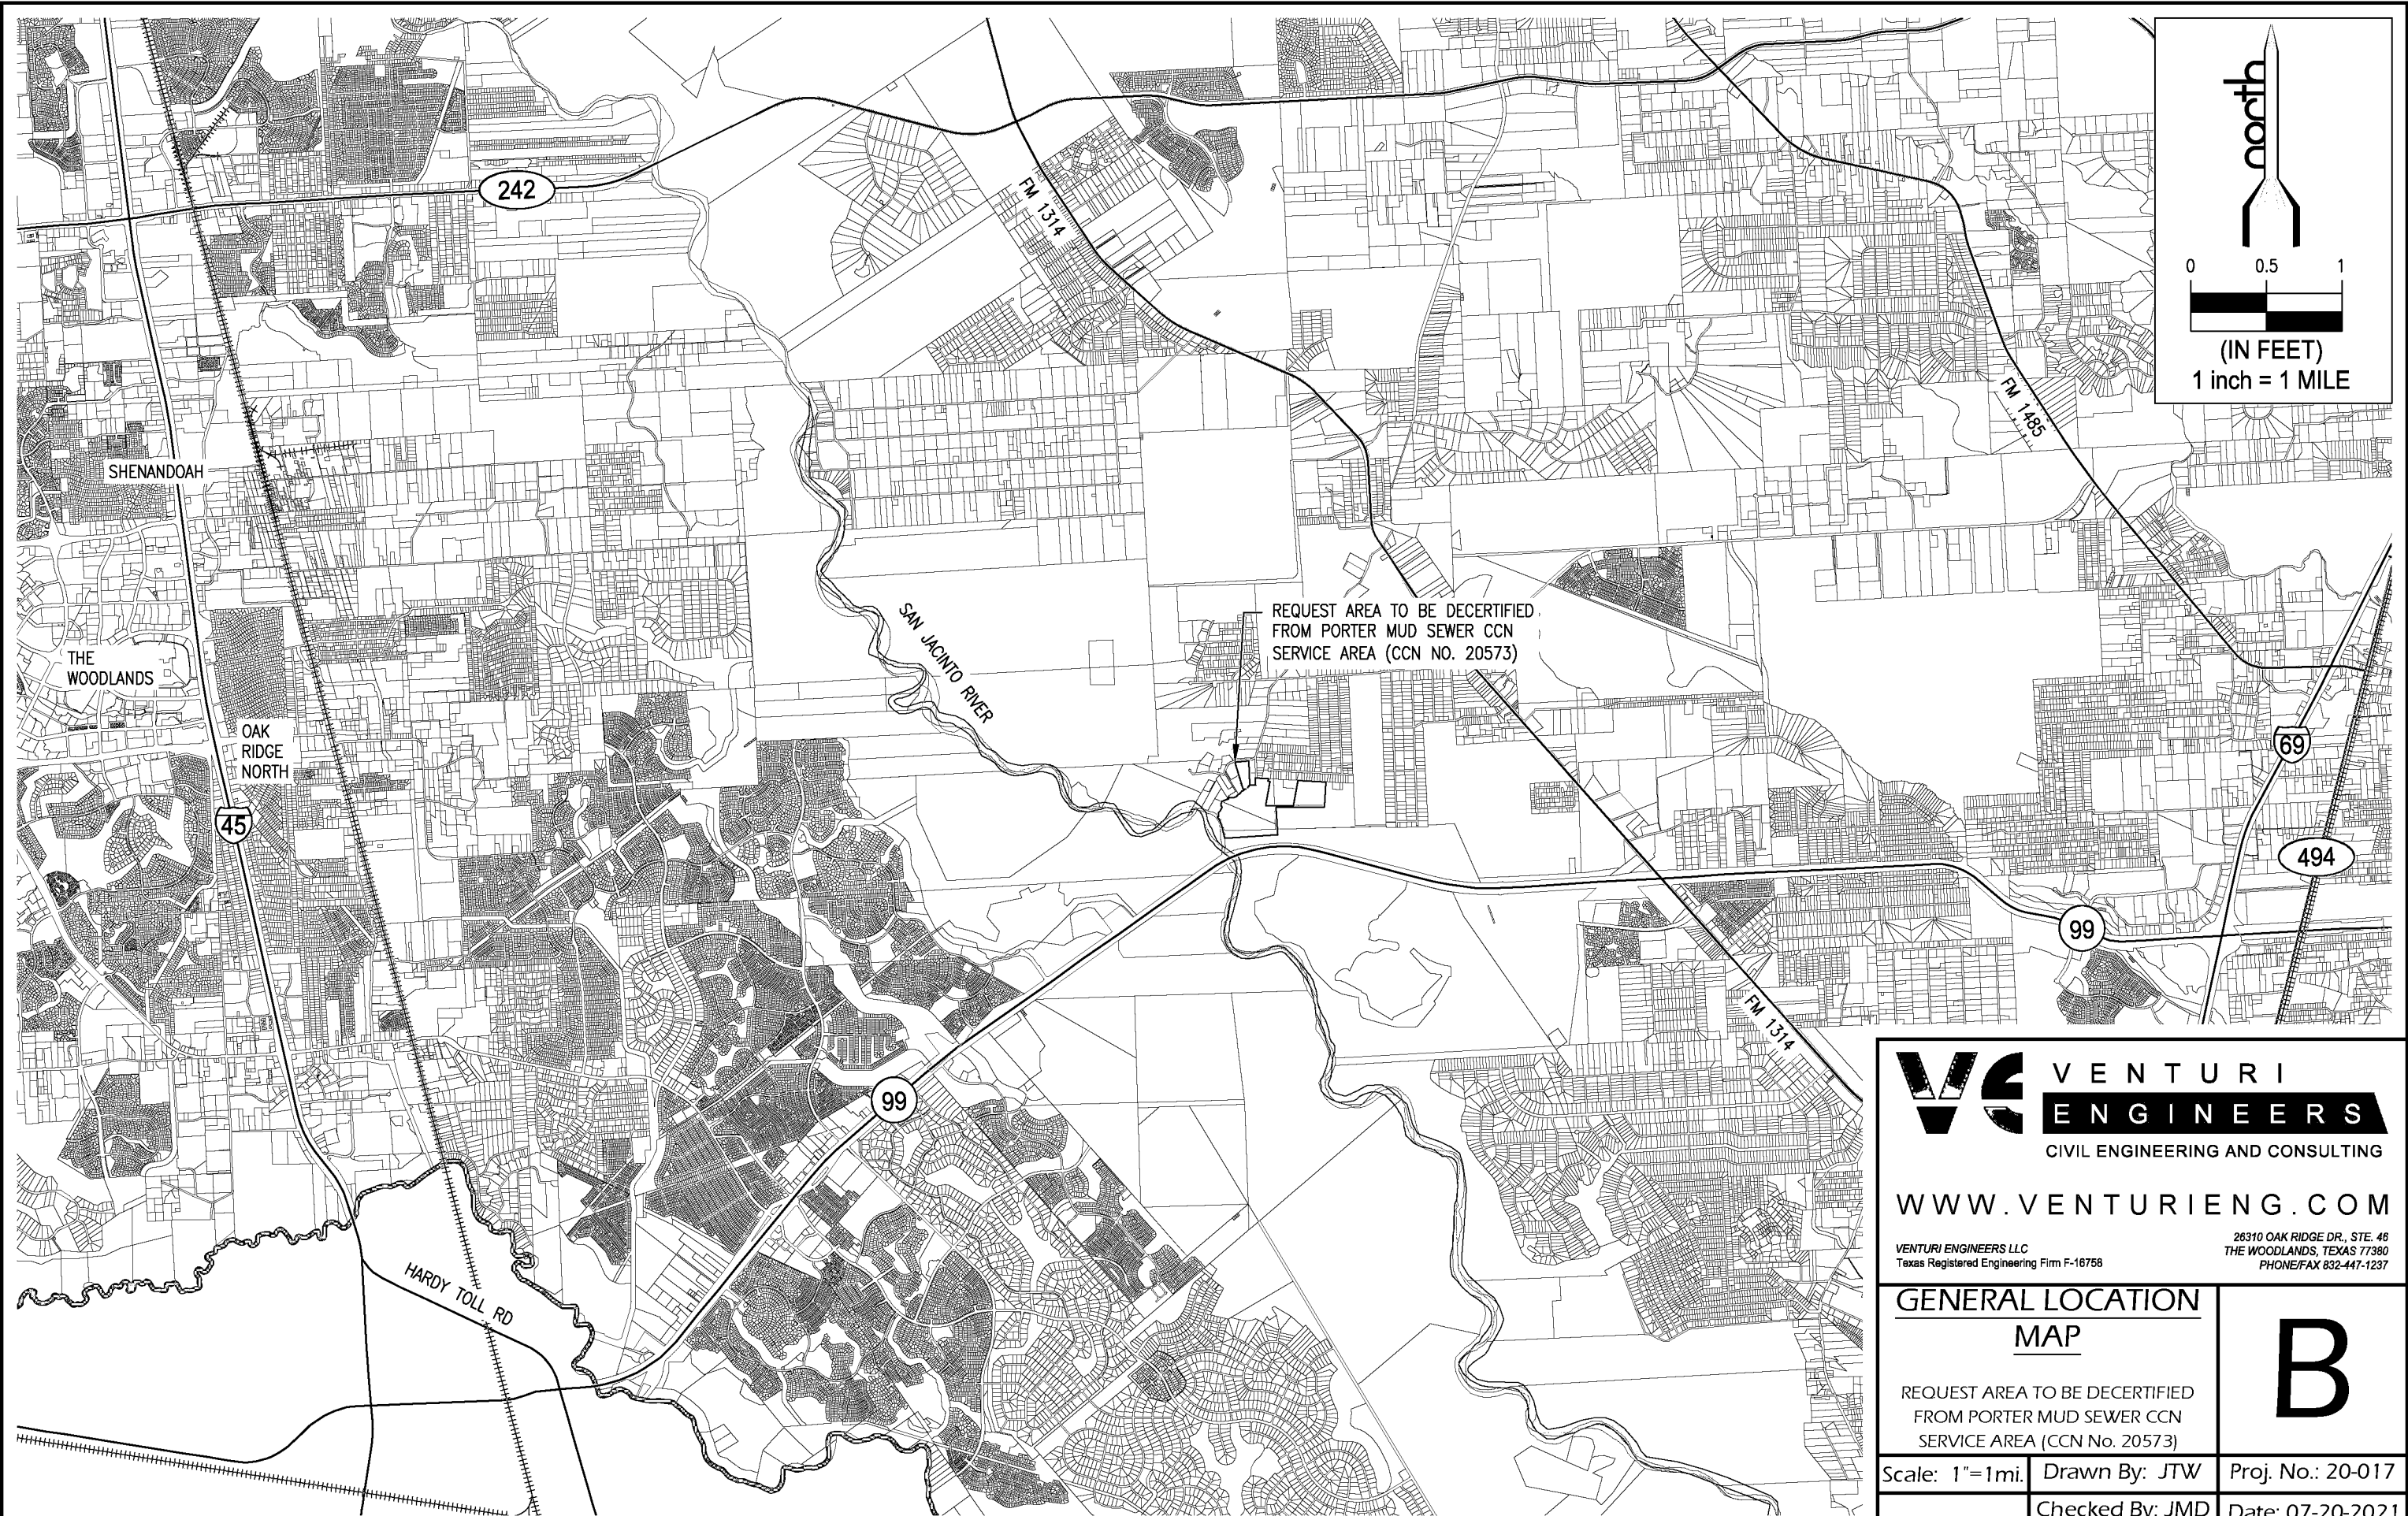 north
0 0.5 1
(IN FEET)
1 inch = 1 MILE
242
FM 1314
FM 1485
SHENANDOAH
THE
WOODLANDS
OAK
RIDGE
NORTH
45
SAN JACINTO RIVER
REQUEST AREA TO BE DECERTIFIED
FROM PORTER MUD SEWER CCN
SERVICE AREA (CCN NO. 20573)
69
494
99
FM 1314
99
HARDY TOLL RD
VE
VENTURI
ENGINEERS
CIVIL ENGINEERING AND CONSULTING
WWW.VENTURIENG.COM
VENTURI ENGINEERS LLC
Texas Registered Engineering Firm F-16758
26310 OAK RIDGE DR., STE. 46
THE WOODLANDS, TEXAS 77380
PHONE/FAX 832-447-1237
GENERAL LOCATION
MAP
REQUEST AREA TO BE DECERTIFIED
FROM PORTER MUD SEWER CCN
SERVICE AREA (CCN No. 20573)
B
Scale: 1"=1mi.
Drawn By: JTW
Proj. No.: 20-017
Checked By: JMD
Date: 07-20-2021